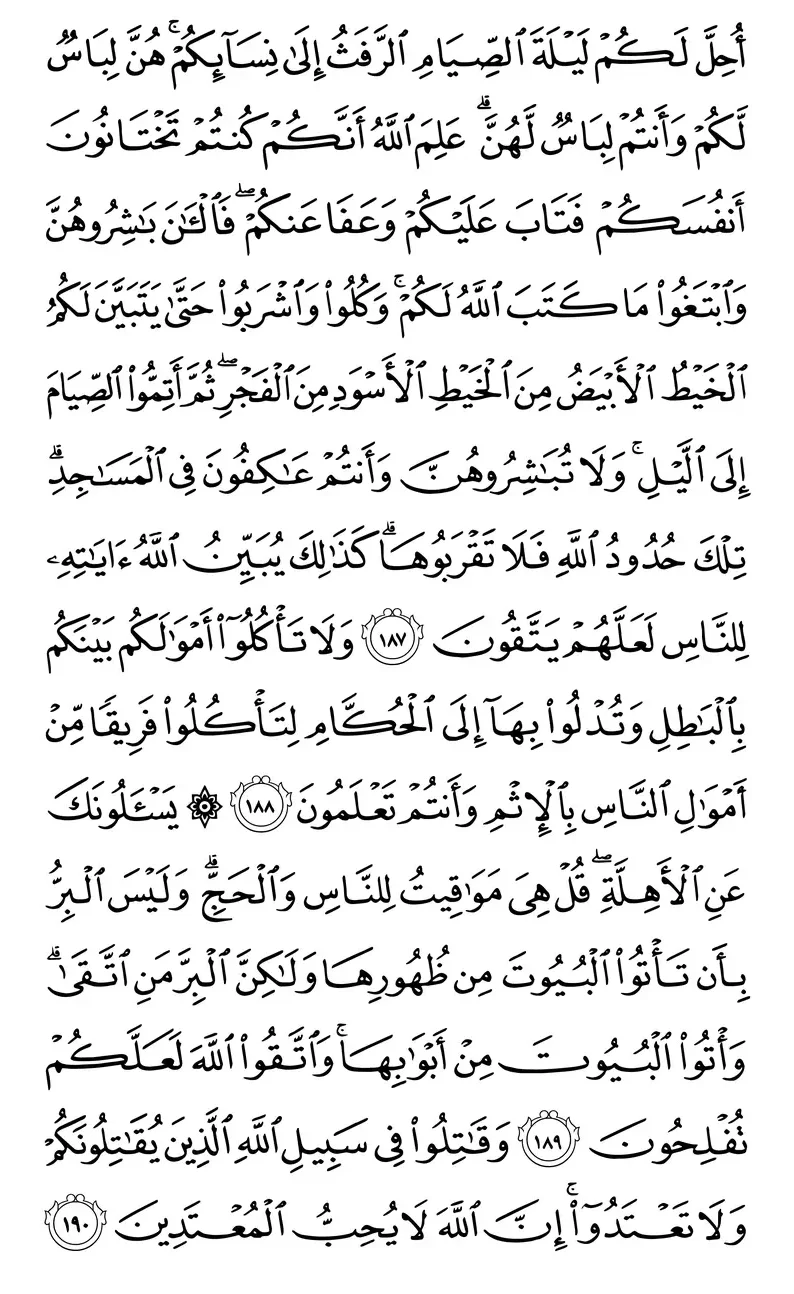 أُحِلَّ لَكُمْ لَيْلَةَ ٱلصِّيَامِ ٱلرَّفَثُ إِلَىٰ نِسَآئِكُمْ ۚ هُنَّ لِبَاسٌ
لَّكُمْ وَأَنتُمْ لِبَاسٌ لَّهُنَّ ۗ عَلِمَ ٱللَّهُ أَنَّكُمْ كُنتُمْ تَخْتَانُونَ
أَنفُسَكُمْ فَتَابَ عَلَيْكُمْ وَعَفَا عَنكُمْ ۖ فَٱلْـَٰٔنَ بَـٰشِرُوهُنَّ
وَٱبْتَغُوا۟ مَا كَتَبَ ٱللَّهُ لَكُمْ ۚ وَكُلُوا۟ وَٱشْرَبُوا۟ حَتَّىٰ يَتَبَيَّنَ لَكُمُ
ٱلْخَيْطُ ٱلْأَبْيَضُ مِنَ ٱلْخَيْطِ ٱلْأَسْوَدِ مِنَ ٱلْفَجْرِ ۖ ثُمَّ أَتِمُّوا۟ ٱلصِّيَامَ
إِلَى ٱلَّيْلِ ۚ وَلَا تُبَـٰشِرُوهُنَّ وَأَنتُمْ عَـٰكِفُونَ فِى ٱلْمَسَـٰجِدِ ۗ
تِلْكَ حُدُودُ ٱللَّهِ فَلَا تَقْرَبُوهَا ۗ كَذَٰلِكَ يُبَيِّنُ ٱللَّهُ ءَايَـٰتِهِۦ
لِلنَّاسِ لَعَلَّهُمْ يَتَّقُونَ ١٨٧ وَلَا تَأْكُلُوٓا۟ أَمْوَٰلَكُم بَيْنَكُم
بِٱلْبَـٰطِلِ وَتُدْلُوا۟ بِهَآ إِلَى ٱلْحُكَّامِ لِتَأْكُلُوا۟ فَرِيقًا مِّنْ
أَمْوَٰلِ ٱلنَّاسِ بِٱلْإِثْمِ وَأَنتُمْ تَعْلَمُونَ ١٨٨ ۞ يَسْـَٔلُونَكَ
عَنِ ٱلْأَهِلَّةِ ۖ قُلْ هِىَ مَوَٰقِيتُ لِلنَّاسِ وَٱلْحَجِّ ۗ وَلَيْسَ ٱلْبِرُّ
بِأَن تَأْتُوا۟ ٱلْبُيُوتَ مِن ظُهُورِهَا وَلَـٰكِنَّ ٱلْبِرَّ مَنِ ٱتَّقَىٰ ۗ
وَأْتُوا۟ ٱلْبُيُوتَ مِنْ أَبْوَٰبِهَا ۚ وَٱتَّقُوا۟ ٱللَّهَ لَعَلَّكُمْ
تُفْلِحُونَ ١٨٩ وَقَـٰتِلُوا۟ فِى سَبِيلِ ٱللَّهِ ٱلَّذِينَ يُقَـٰتِلُونَكُمْ
وَلَا تَعْتَدُوٓا۟ ۚ إِنَّ ٱللَّهَ لَا يُحِبُّ ٱلْمُعْتَدِينَ ١٩٠